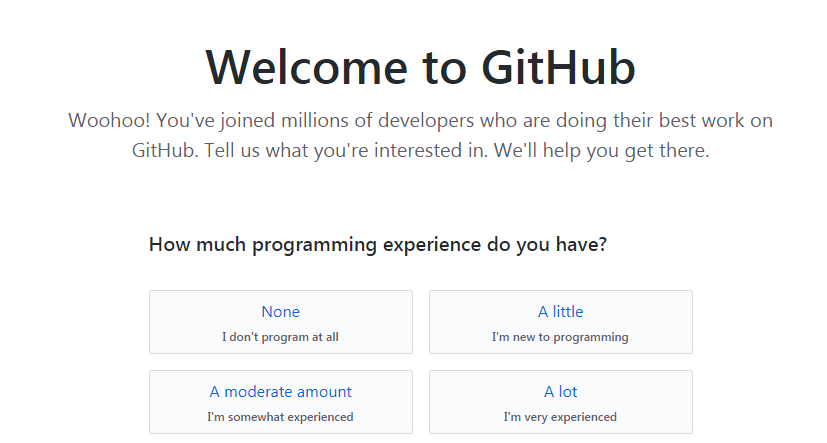 Welcome to GitHub
Woohoo! You've joined millions of developers who are doing their best work on
GitHub. Tell us what you're interested in. We'll help you get there.
How much programming experience do you have?
None
I don't program at all
A little
I'm new to programming
A moderate amount
I'm somewhat experienced
A lot
I'm very experienced